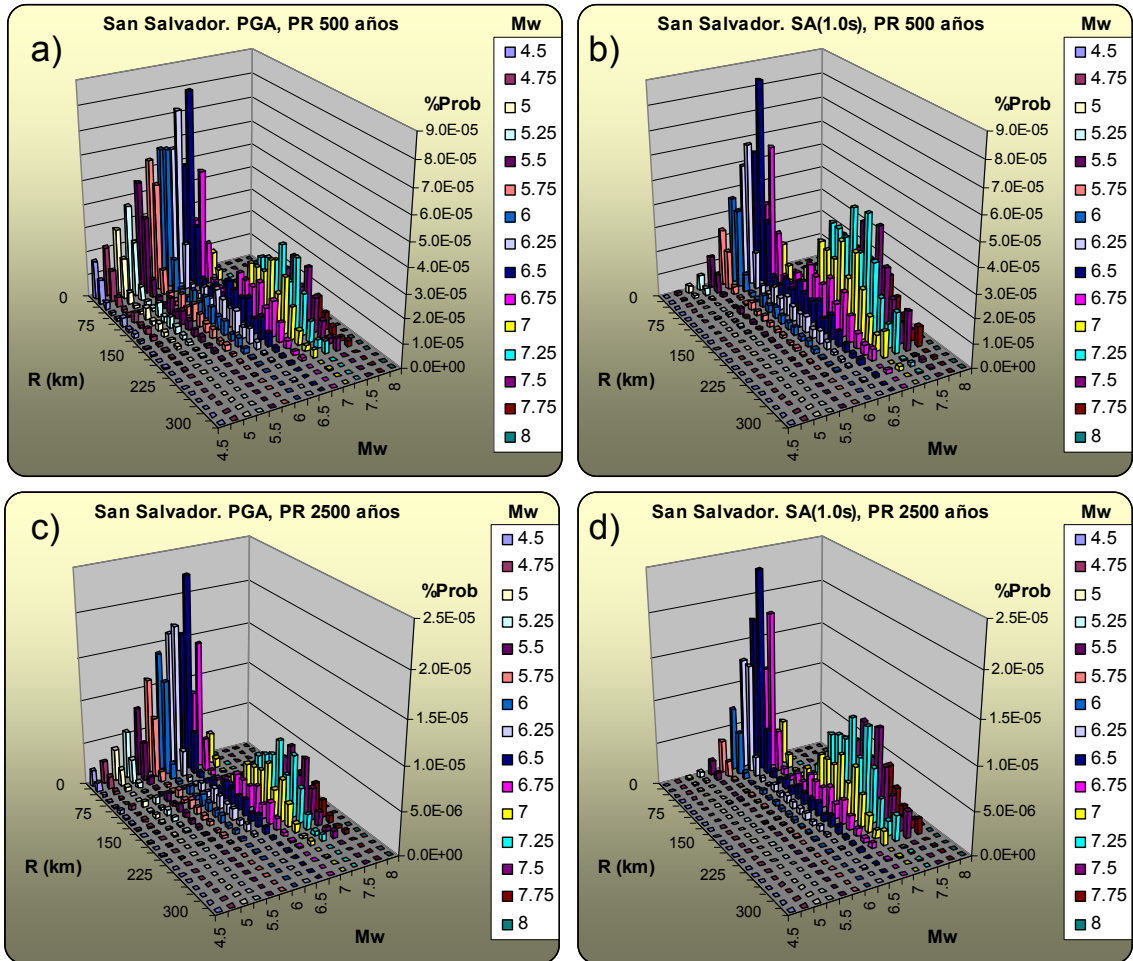 a)
San Salvador. PGA, PR 500 años
Mw
4.5
4.75
5
5.25
5.5
5.75
6
6.25
6.5
6.75
7
7.25
7.5
7.75
8
%Prob
9.0E-05
8.0E-05
7.0E-05
6.0E-05
5.0E-05
4.0E-05
3.0E-05
2.0E-05
1.0E-05
0.0E+00
0
75
150
225
300
R (km)
4.5
5
5.5
6
6.5
7
7.5
8
Mw
b)
San Salvador. SA(1.0s), PR 500 años
Mw
4.5
4.75
5
5.25
5.5
5.75
6
6.25
6.5
6.75
7
7.25
7.5
7.75
8
%Prob
9.0E-05
8.0E-05
7.0E-05
6.0E-05
5.0E-05
4.0E-05
3.0E-05
2.0E-05
1.0E-05
0.0E+00
0
75
150
225
300
R (km)
4.5
5
5.5
6
6.5
7
7.5
8
Mw
c)
San Salvador. PGA, PR 2500 años
Mw
4.5
4.75
5
5.25
5.5
5.75
6
6.25
6.5
6.75
7
7.25
7.5
7.75
8
%Prob
2.5E-05
2.0E-05
1.5E-05
1.0E-05
5.0E-06
0.0E+00
0
75
150
225
300
R (km)
4.5
5
5.5
6
6.5
7
7.5
8
Mw
d)
San Salvador. SA(1.0s), PR 2500 años
Mw
4.5
4.75
5
5.25
5.5
5.75
6
6.25
6.5
6.75
7
7.25
7.5
7.75
8
%Prob
2.5E-05
2.0E-05
1.5E-05
1.0E-05
5.0E-06
0.0E+00
0
75
150
225
300
R (km)
4.5
5
5.5
6
6.5
7
7.5
8
Mw